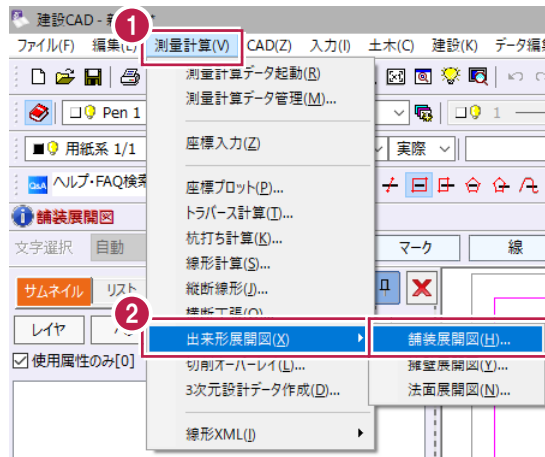 建設CAD - 新
1
ファイル(F) 編集(E) 測量計算(V) CAD(Z) 入力(I) 土木(C) 建設(K) データ編集
測量計算データ起動(R)
測量計算データ管理(M)...
Pen 1
1
座標入力(Z)
用紙系 1/1
実際
Q&A ヘルプ・FAQ検索
座標プロット(P)...
舗装展開図
トラバース計算(T)...
文字選択 自動
杭打ち計算(K)...
マーク 線
線形計算(S)...
サムネイル リスト
縦断線形(J)...
2
横断丁張(O)...
レイヤ
出来形展開図(X)
舗装展開図(H)...
使用属性のみ[0]
切削オーバーレイ(L)...
擁壁展開図(Y)...
3次元設計データ作成(D)...
法面展開図(N)...
線形XML(I)